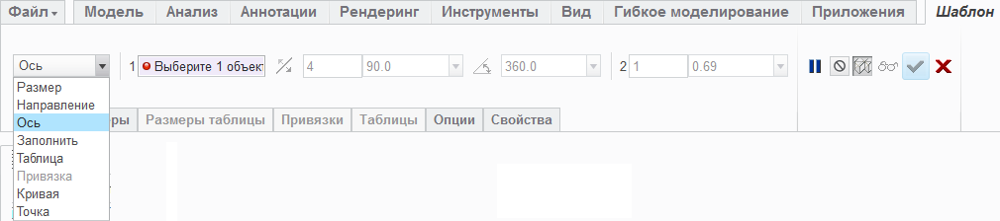 Файл Модель Анализ Аннотации Рендеринг Инструменты Вид Гибкое моделирование Приложения Шаблон
Ось 1 Выберите 1 объект 4 90.0 360.0 2 1 0.69
Размер
Направление
Ось
Заполнить
Таблица
Привязка
Кривая
Точка
ры Размеры таблицы Привязки Таблицы Опции Свойства